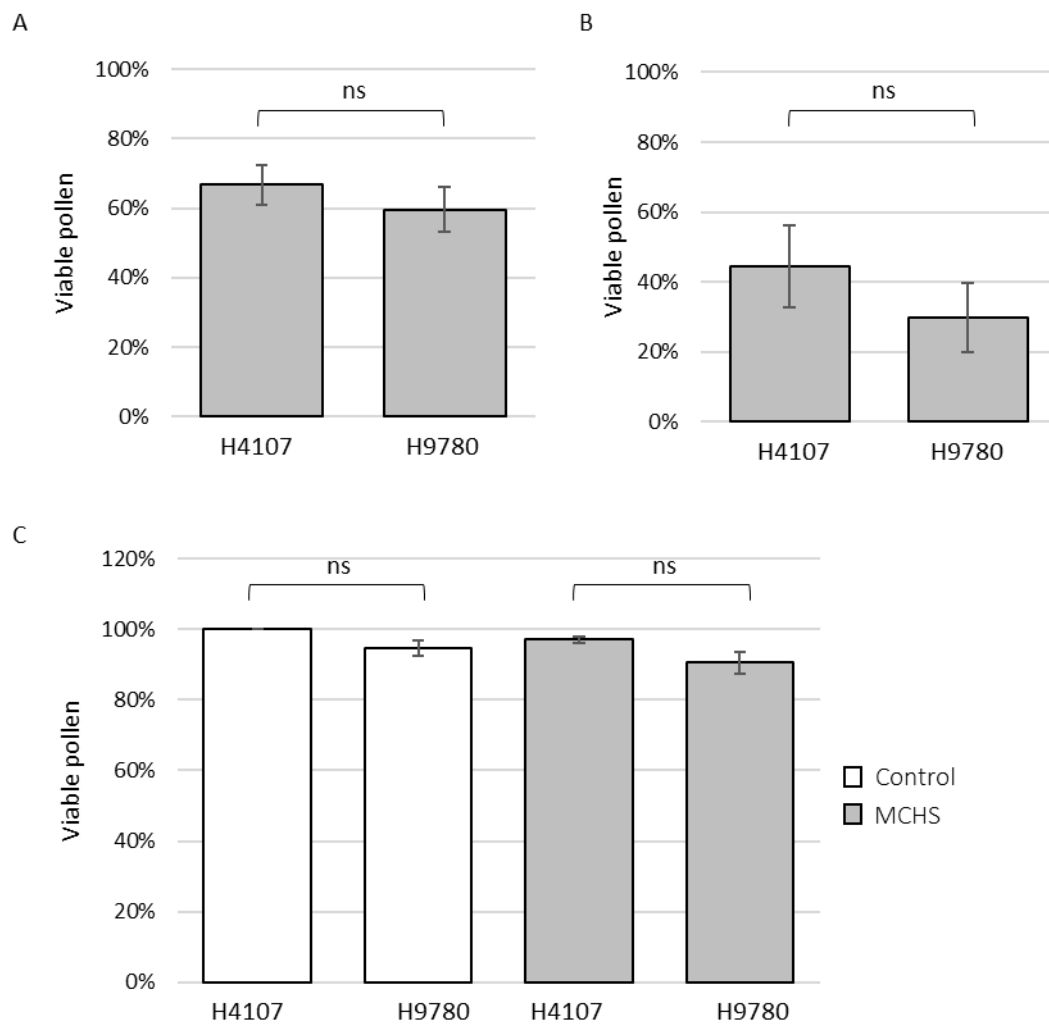 A
Viable pollen
100%
80%
60%
40%
20%
0%
ns
H4107
H9780
B
Viable pollen
100%
80%
60%
40%
20%
0%
ns
H4107
H9780
C
Viable pollen
120%
100%
80%
60%
40%
20%
0%
ns
ns
H4107
H9780
H4107
H9780
Control
MCHS